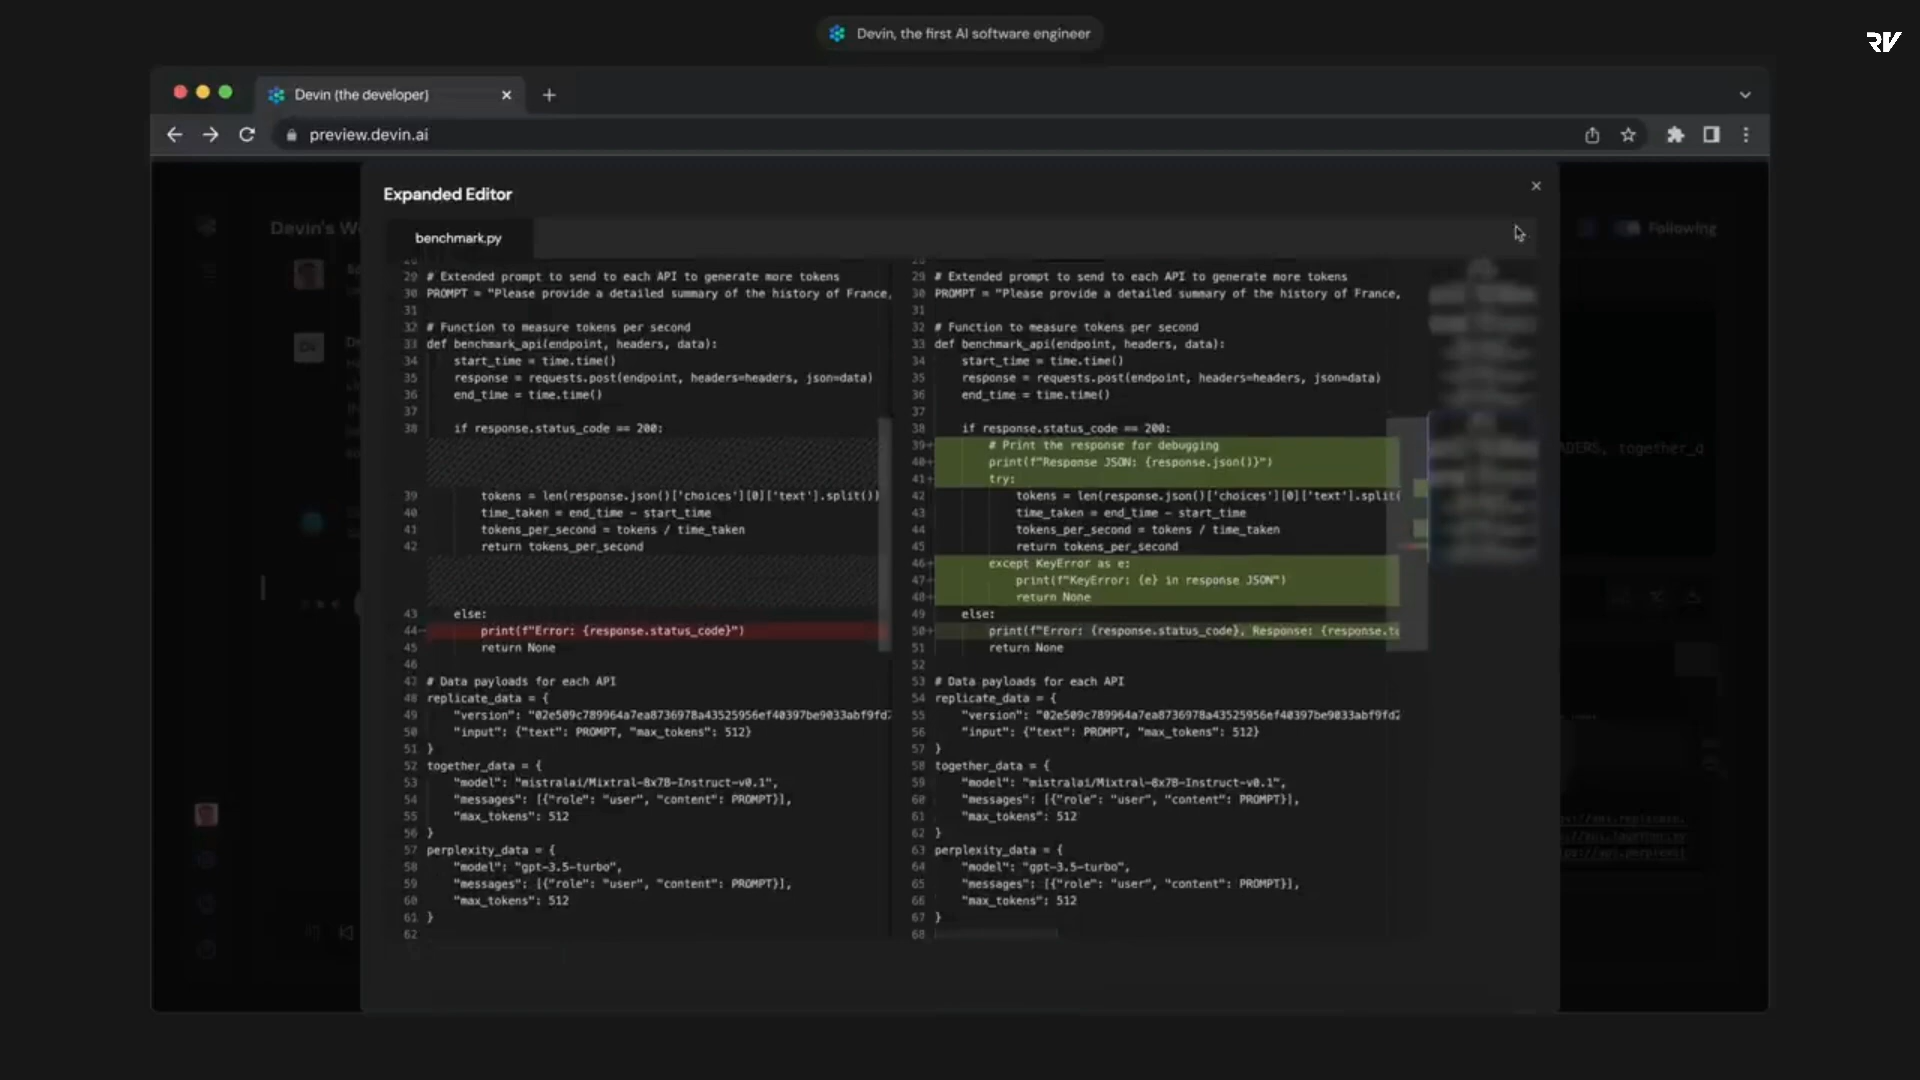 Devin, the first AI software engineer
RV
Devin (the developer)
preview.devin.ai
Expanded Editor
Devin's W
Following
benchmark.py
29 # Extended prompt to send to each API to generate more tokens
30 PROMPT = "Please provide a detailed summary of the history of France,
31
32 # Function to measure tokens per second
33 def benchmark_api(endpoint, headers, data):
34 start_time = time.time()
35 response = requests.post(endpoint, headers=headers, json=data)
36 end_time = time.time()
37
38 if response.status_code == 200:
39 tokens = len(response.json()['choices'][0]['text'].split())
40 time_taken = end_time - start_time
41 tokens_per_second = tokens / time_taken
42 return tokens_per_second
43 else:
44- print(f"Error: {response.status_code}")
45 return None
46
47 # Data payloads for each API
48 replicate_data = {
49 "version": "02e509c789964a7ea8736978a43525956ef40397be9033abf9fd2
50 "input": {"text": PROMPT, "max_tokens": 512}
51 }
52 together_data = {
53 "model": "mistralai/Mixtral-8x7B-Instruct-v0.1",
54 "messages": [{"role": "user", "content": PROMPT}],
55 "max_tokens": 512
56 }
57 perplexity_data = {
58 "model": "gpt-3.5-turbo",
59 "messages": [{"role": "user", "content": PROMPT}],
60 "max_tokens": 512
61 }
62
29 # Extended prompt to send to each API to generate more tokens
30 PROMPT = "Please provide a detailed summary of the history of France,
31
32 # Function to measure tokens per second
33 def benchmark_api(endpoint, headers, data):
34 start_time = time.time()
35 response = requests.post(endpoint, headers=headers, json=data)
36 end_time = time.time()
37
38 if response.status_code == 200:
39+ # Print the response for debugging
40+ print(f"Response JSON: {response.json()}")
41+ try:
42 tokens = len(response.json()['choices'][0]['text'].split(
43 time_taken = end_time - start_time
44 tokens_per_second = tokens / time_taken
45 return tokens_per_second
46+ except KeyError as e:
47+ print(f"KeyError: {e} in response JSON")
48+ return None
49 else:
50+ print(f"Error: {response.status_code}, Response: {response.te
51 return None
52
53 # Data payloads for each API
54 replicate_data = {
55 "version": "02e509c789964a7ea8736978a43525956ef40397be9033abf9fd2
56 "input": {"text": PROMPT, "max_tokens": 512}
57 }
58 together_data = {
59 "model": "mistralai/Mixtral-8x7B-Instruct-v0.1",
60 "messages": [{"role": "user", "content": PROMPT}],
61 "max_tokens": 512
62 }
63 perplexity_data = {
64 "model": "gpt-3.5-turbo",
65 "messages": [{"role": "user", "content": PROMPT}],
66 "max_tokens": 512
67 }
68
ADERS, together_d